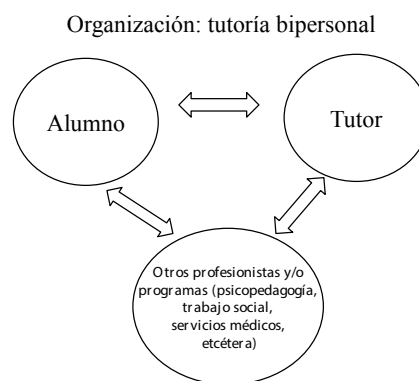 Organización: tutoría bipersonal
Alumno
Tutor
Otros profesionistas y/o
programas (psicopedagogía,
trabajo social,
servicios médicos,
etcétera)